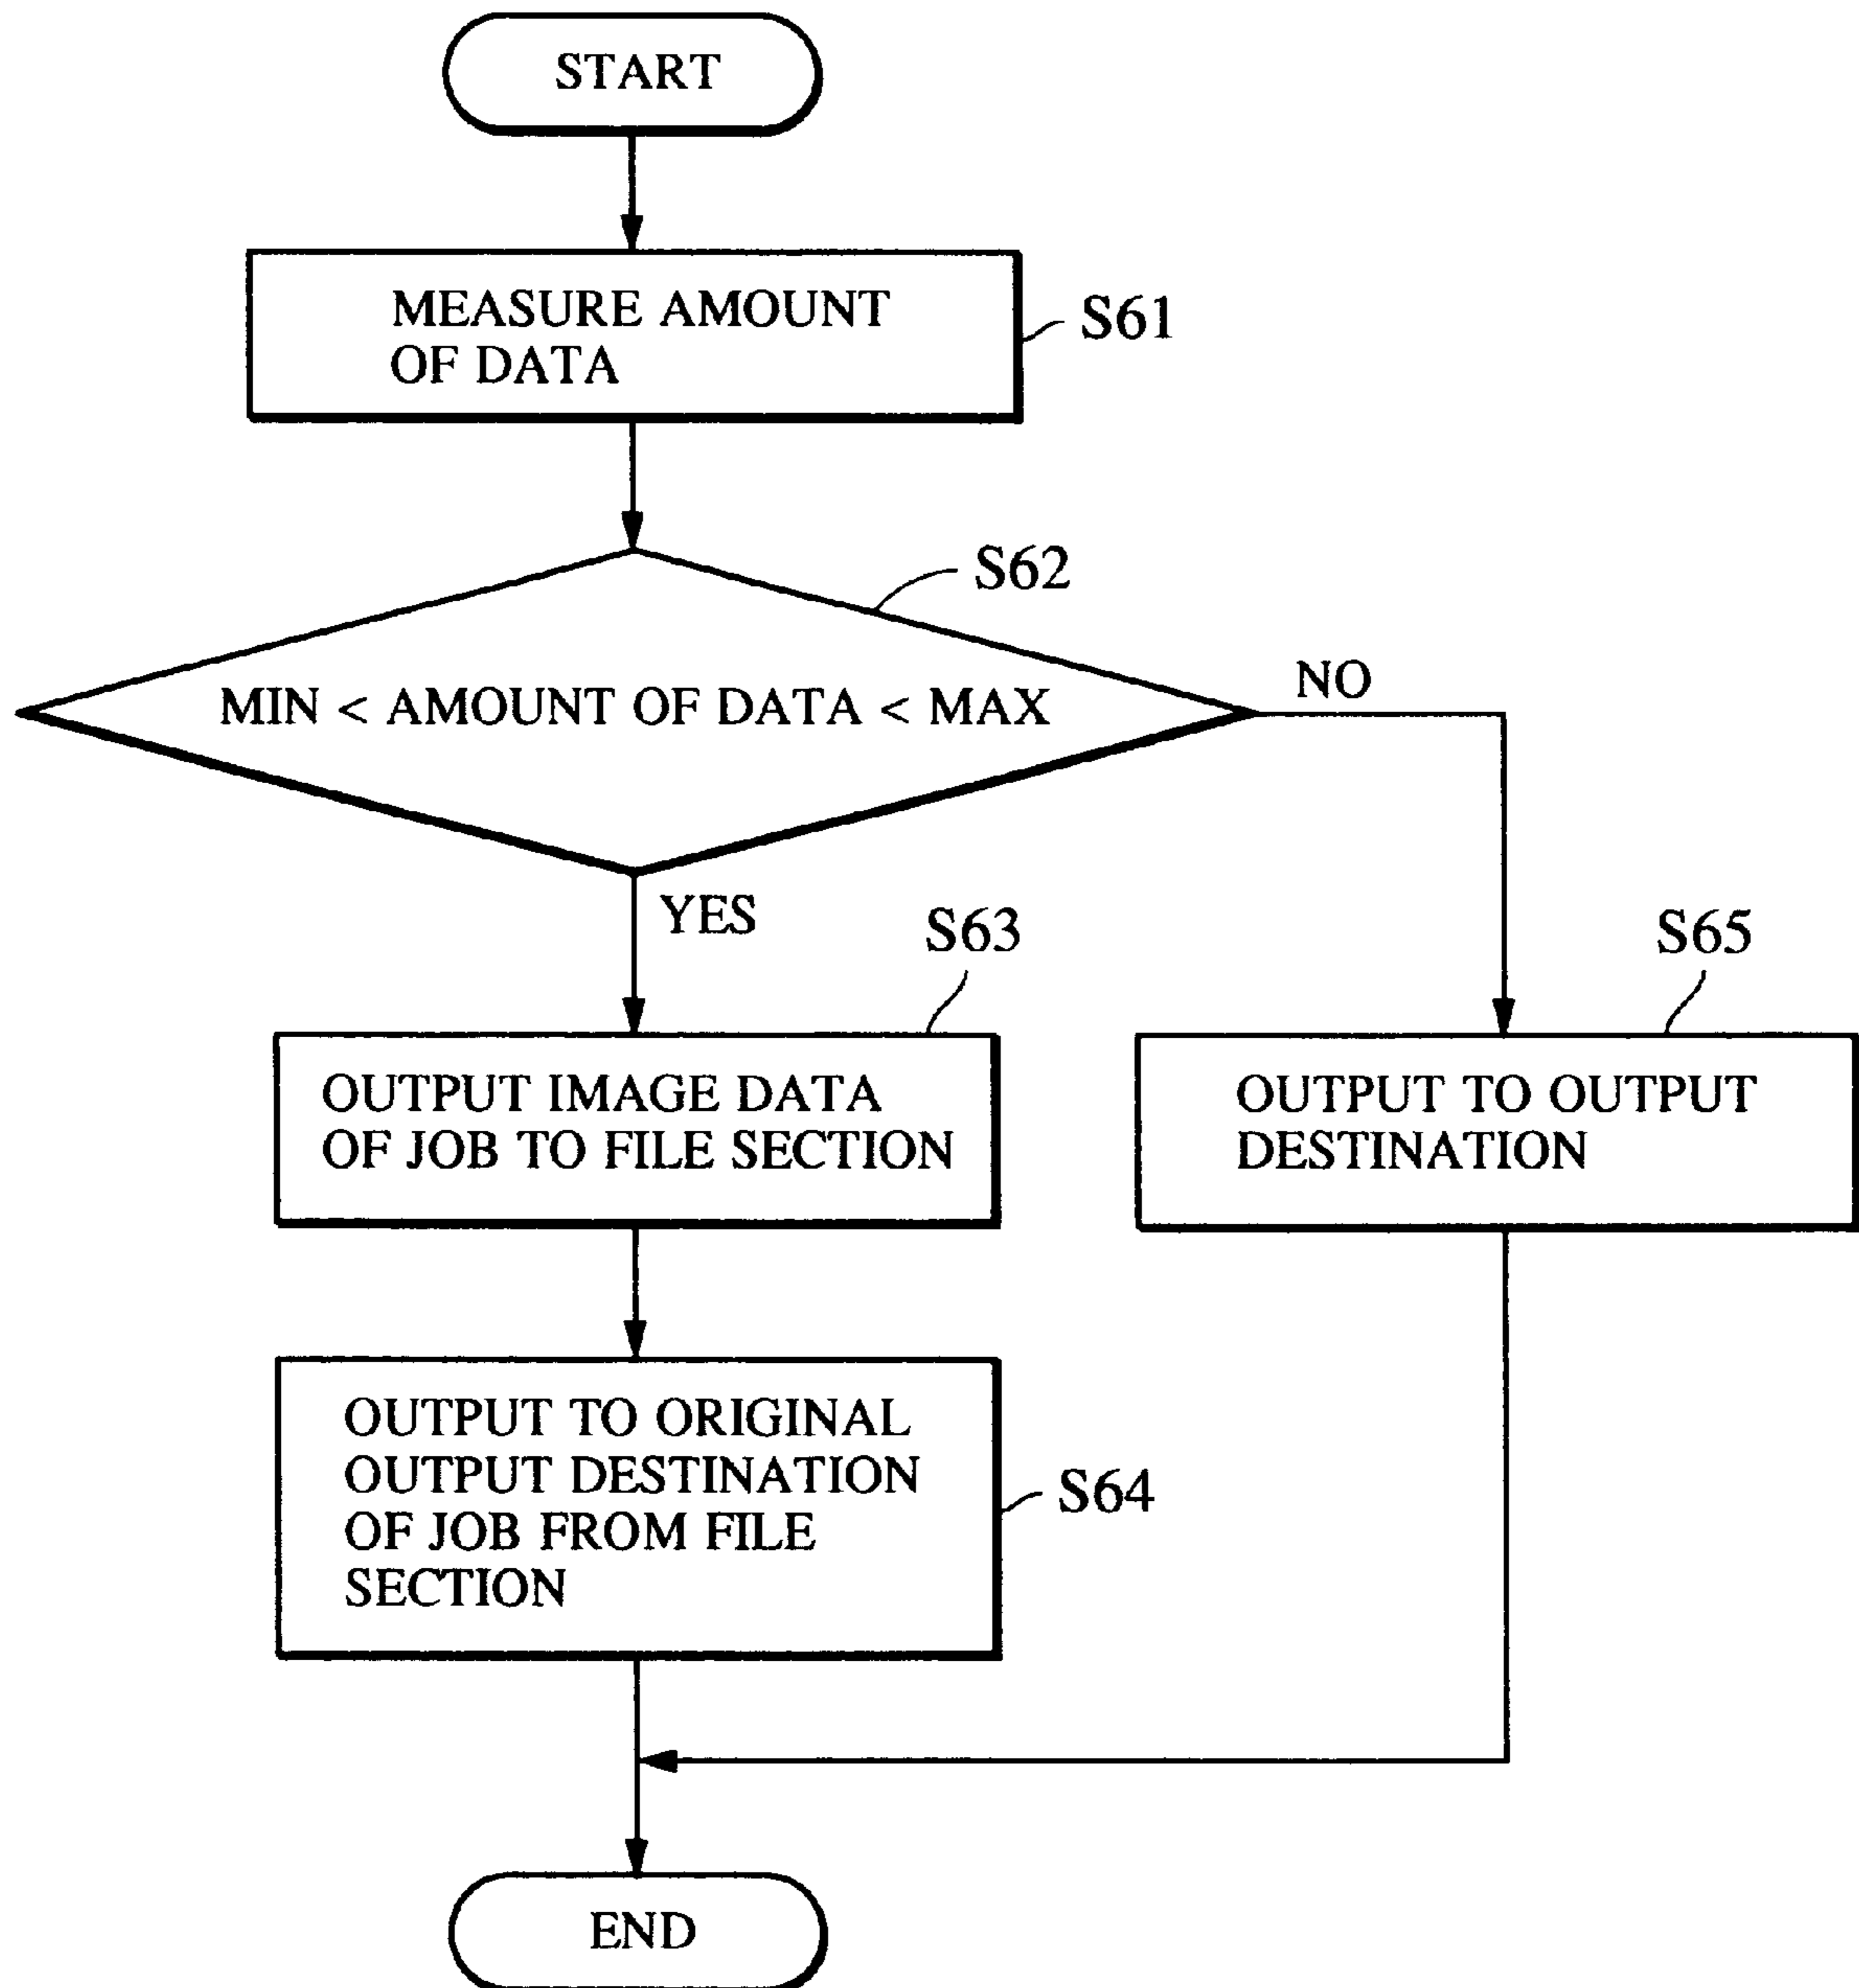 START
MEASURE AMOUNT
OF DATA
S61
S62
MIN < AMOUNT OF DATA < MAX
NO
YES
S63
S65
OUTPUT IMAGE DATA
OF JOB TO FILE SECTION
OUTPUT TO OUTPUT
DESTINATION
OUTPUT TO ORIGINAL
OUTPUT DESTINATION
OF JOB FROM FILE
SECTION
S64
END